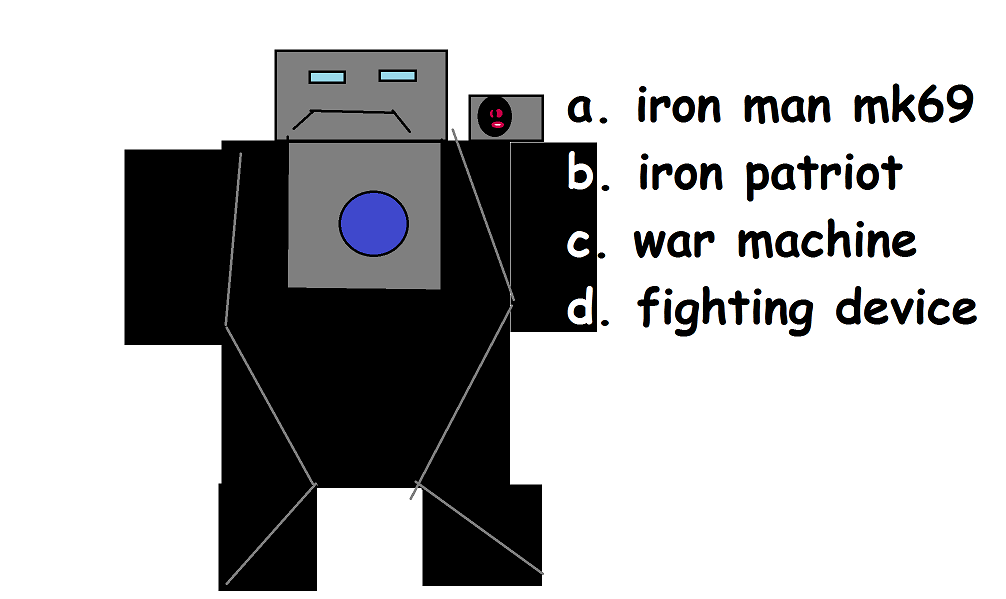 a. iron man mk69
b. iron patriot
c. war machine
d. fighting device